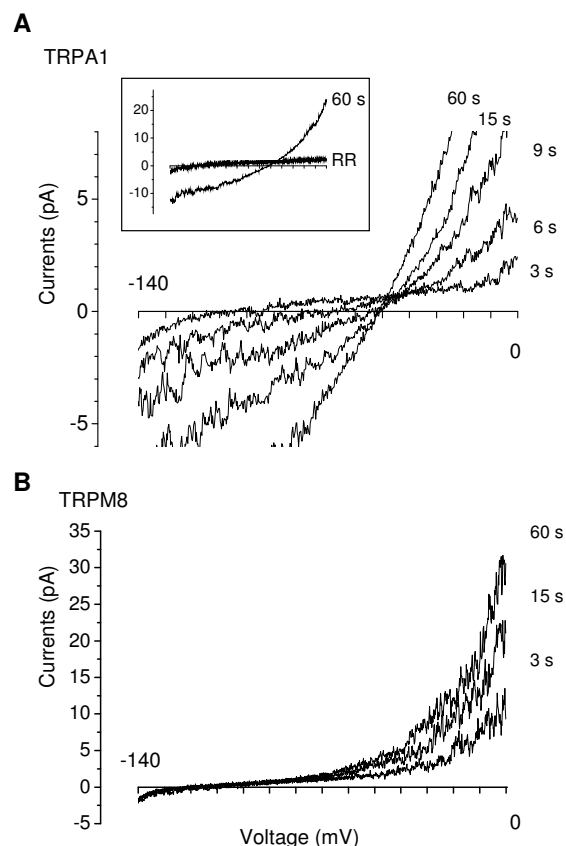 A
TRPA1
60 s
20
10
0
-10
RR
60 s
15 s
9 s
6 s
3 s
Currents (pA)
5
0
-5
-140
0
B
TRPM8
35
30
25
20
15
10
5
0
-5
Currents (pA)
60 s
15 s
3 s
-140
0
Voltage (mV)